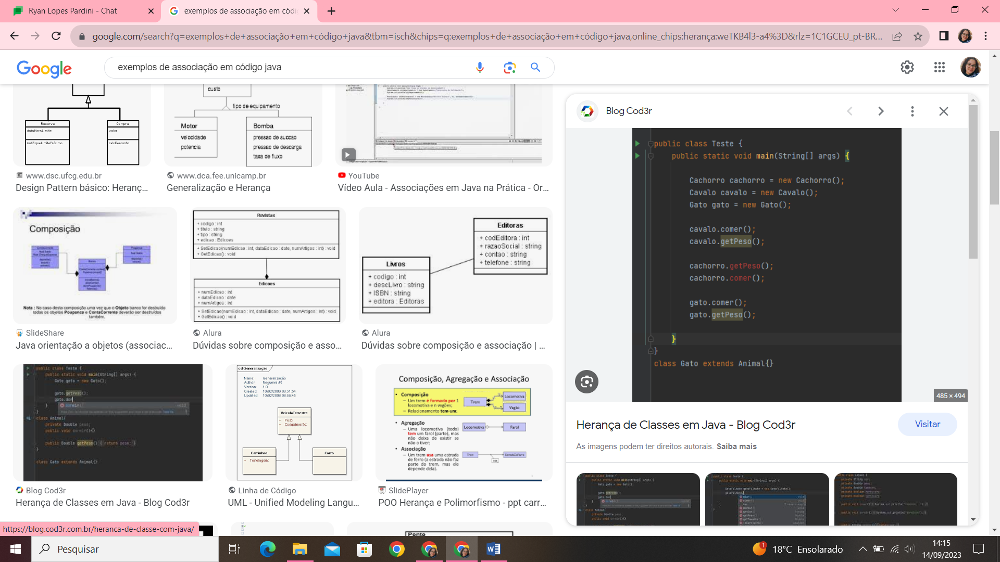 Ryan Lopes Pardini - Chat
exemplos de associação em códi
google.com/search?q=exemplos+de+associação+em+código+java&tbm=isch&chips=q:exemplos+de+associação+em+código+java,online_chips:herança:weTKB4l3-a4%3D&rlz=1C1GCEU_pt-BR...
Google
exemplos de associação em código java
Reserva
dataHoraLimite
notifiqueLimitePróximo
Compra
valor
calcDesconto
www.dsc.ufcg.edu.br
Design Pattern básico: Heranç...
custo
tipo de equipamento
Motor
velocidade
potencia
Bomba
pressao de succao
pressao de descarga
taxa de fluxo
www.dca.fee.unicamp.br
Generalização e Herança
YouTube
Vídeo Aula - Associações em Java na Prática - Or...
Composição
Nota : No caso desta composição uma vez que o Objeto banco for destruído
todas os objetos Poupanca e ContaCorrente deverão ser destruídos
também.
SlideShare
Java orientação a objetos (associac...
Revistas
+ codigo : int
+ titulo : string
+ tipo : string
+ edicao : Edicoes
+ SetEdicao(numEdicao : int, dataEdicao : date, numArtigos : int) : void
+ GetEdicao() : void
Edicoes
+ numEdicao : int
+ dataEdicao : date
+ numArtigos : int
+ SetEdicao(numEdicao : int, dataEdicao : date, numArtigos : int) : void
+ GetEdicao() : void
Alura
Dúvidas sobre composição e asso...
Editoras
+ codEditora : int
+ razaoSocial : string
+ contao : string
+ telefone : string
Livros
+ codigo : int
+ descLivro : string
+ ISBN : string
+ editora : Editoras
Alura
Dúvidas sobre composição e associação | ...
public class Teste {
public static void main(String[] args) {
Gato gato = new Gato();
gato.getPeso();
gato.dor
dormir()
void
}
class Animal{
private Double peso;
public void dormir(){}
public Double getPeso() { return peso; }
}
class Gato extends Animal{}
Blog Cod3r
Herança de Classes em Java - Blog Cod3r
cd Generalização
Name: Generalização
Author: Nogueira JR
Version: 1.0
Created: 10/02/2006 08:51:54
Updated: 10/02/2006 08:55:45
VeiculoTerrestre
+ Peso:
+ Comprimento:
Caminhao
+ Tonelagem:
Carro
Linha de Código
UML - Unified Modeling Langu...
Composição, Agregação e Associação
• Composição
– Um trem é formado por 1
locomotiva e n vagões;
– Relacionamento tem-um;
Trem
Locomotiva
Vagão
• Agregação
– Uma locomotiva (todo)
tem um farol (parte), mas
não deixa de existir se
não o tiver;
Locomotiva
Farol
• Associação
– Um trem usa uma estrada
de ferro (a estrada não faz
parte do trem, mas ele
depende dela).
Trem
EstradaDeFerro
usa
SlidePlayer
POO Herança e Polimorfismo - ppt carr...
Ponto
https://blog.cod3r.com.br/heranca-de-classe-com-java/
Blog Cod3r
public class Teste {
public static void main(String[] args) {
Cachorro cachorro = new Cachorro();
Cavalo cavalo = new Cavalo();
Gato gato = new Gato();
cavalo.comer();
cavalo.getPeso();
cachorro.getPeso();
cachorro.comer();
gato.comer();
gato.getPeso();
}
}
class Gato extends Animal{}
485 × 494
Herança de Classes em Java - Blog Cod3r
Visitar
As imagens podem ter direitos autorais. Saiba mais
Pesquisar
1
18°C Ensolarado
14:15
14/09/2023